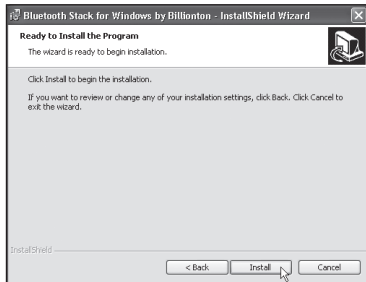 Bluetooth Stack for Windows by Billionton - InstallShield Wizard
Ready to Install the Program
The wizard is ready to begin installation.
Click Install to begin the installation.
If you want to review or change any of your installation settings, click Back. Click Cancel to
exit the wizard.
InstallShield
< Back
Install
Cancel